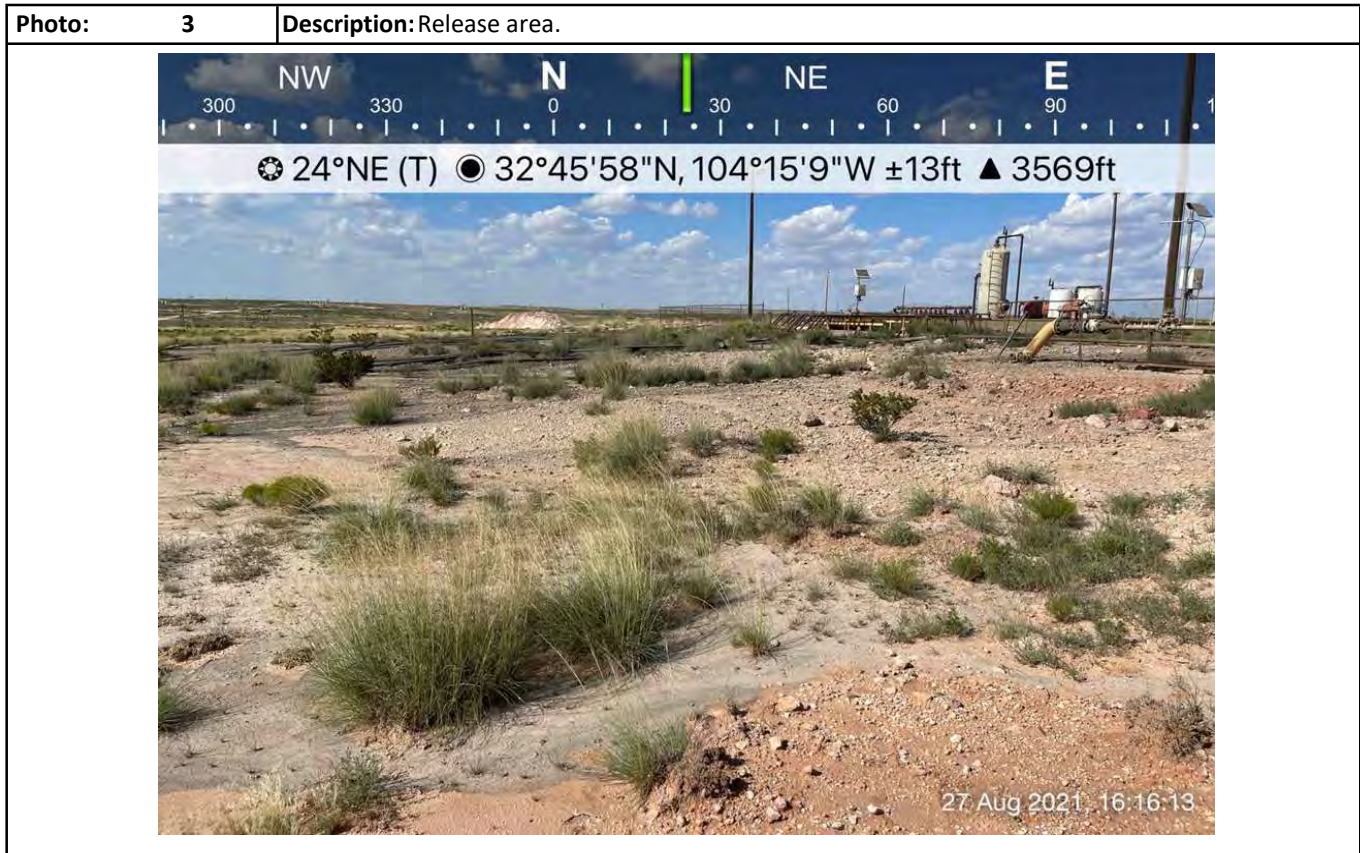 Photo: 3 Description: Release area.
NW N NE E
300 330 0 30 60 90 1
24°NE (T) 32°45'58"N, 104°15'9"W ±13ft ▲ 3569ft
27 Aug 2021, 16:16:13